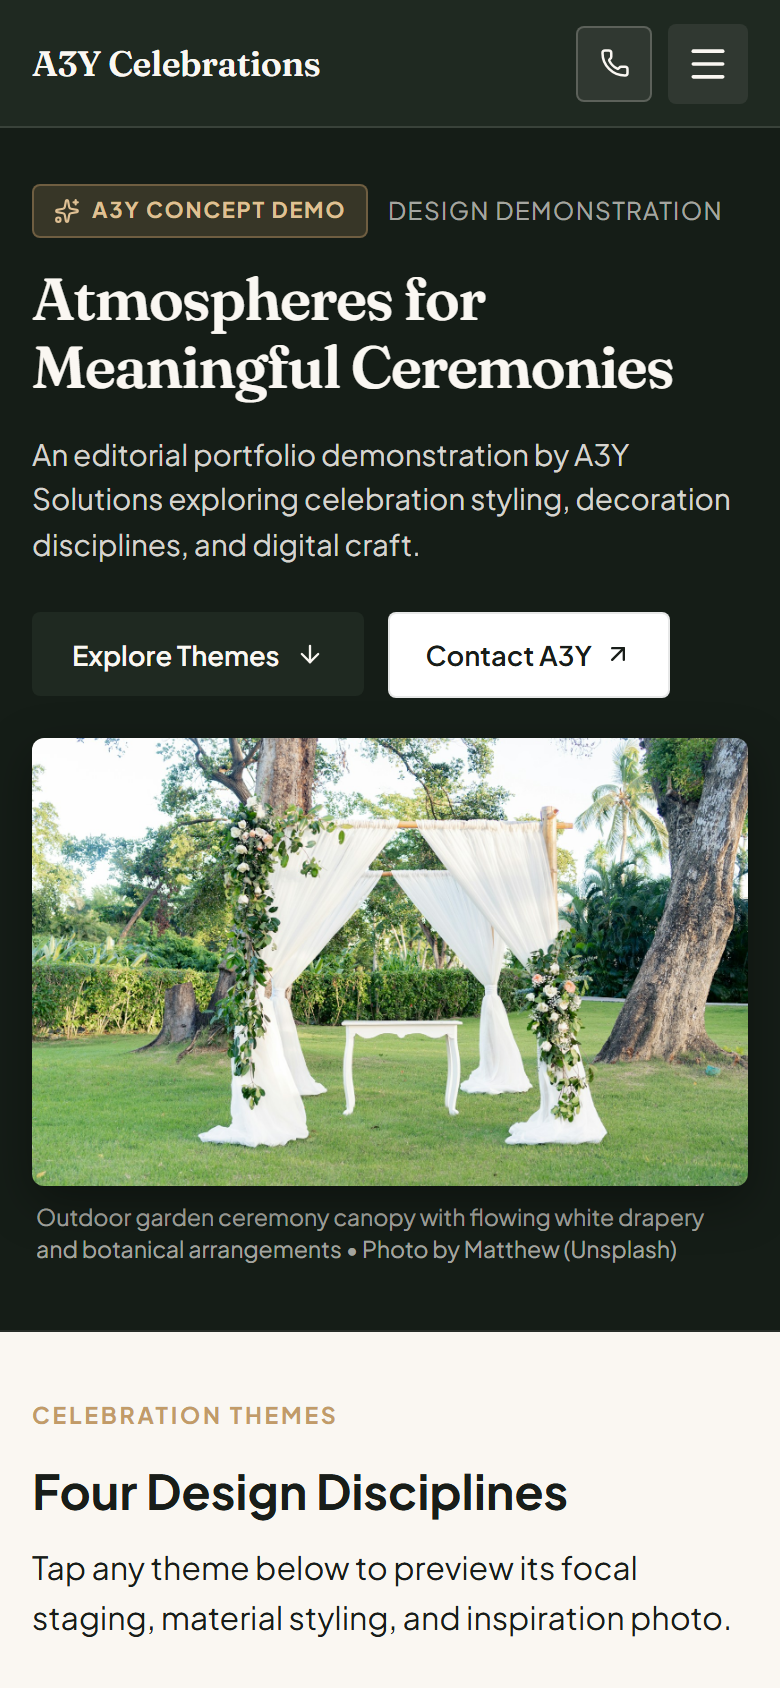 A3Y Celebrations
A3Y CONCEPT DEMO
DESIGN DEMONSTRATION
Atmospheres for
Meaningful Ceremonies
An editorial portfolio demonstration by A3Y
Solutions exploring celebration styling, decoration
disciplines, and digital craft.
Explore Themes
Contact A3Y
Outdoor garden ceremony canopy with flowing white drapery
and botanical arrangements • Photo by Matthew (Unsplash)
CELEBRATION THEMES
Four Design Disciplines
Tap any theme below to preview its focal
staging, material styling, and inspiration photo.